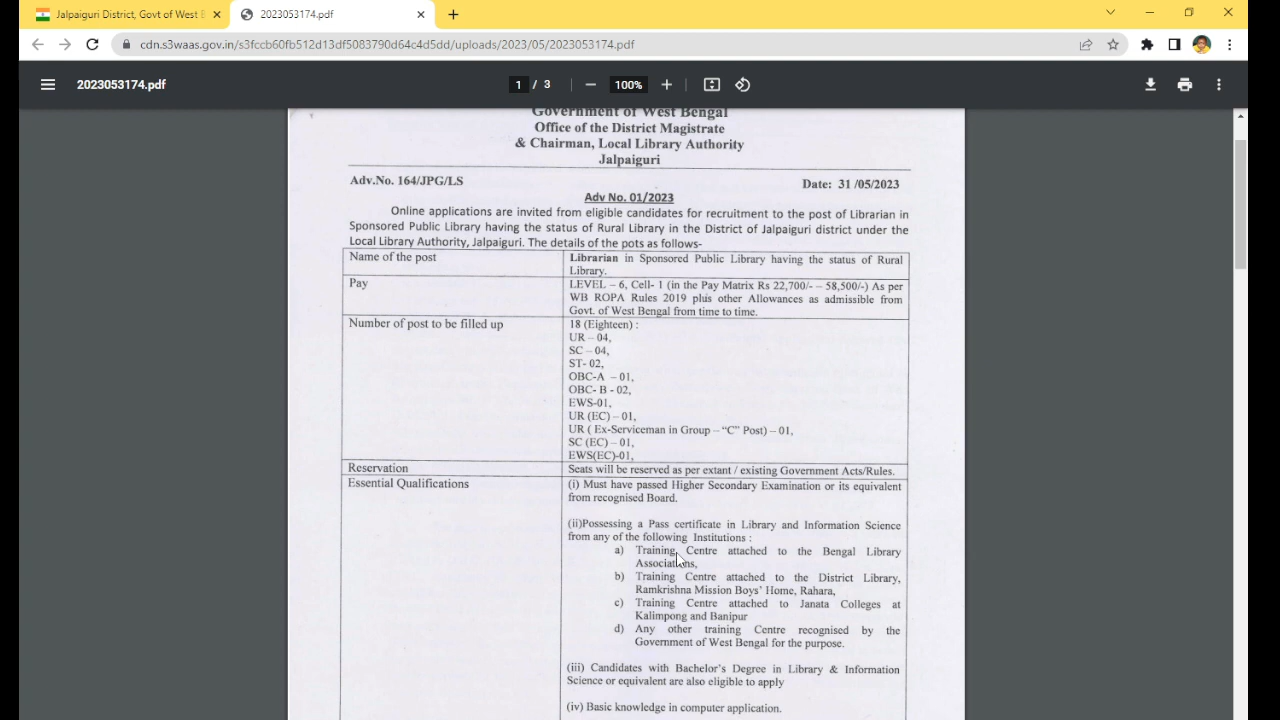 Jalpaiguri District, Govt of West B
2023053174.pdf
cdn.s3waas.gov.in/s3fccb60fb512d13df5083790d64c4d5dd/uploads/2023/05/2023053174.pdf
2023053174.pdf
1 / 3
100%
Government of West Bengal
Office of the District Magistrate
& Chairman, Local Library Authority
Jalpaiguri
Adv.No. 164/JPG/LS Date: 31 /05/2023
Adv No. 01/2023
Online applications are invited from eligible candidates for recruitment to the post of Librarian in
Sponsored Public Library having the status of Rural Library in the District of Jalpaiguri district under the
Local Library Authority, Jalpaiguri. The details of the pots as follows-
Name of the post
Librarian in Sponsored Public Library having the status of Rural
Library.
Pay
LEVEL – 6, Cell- 1 (in the Pay Matrix Rs 22,700/- – 58,500/-) As per
WB ROPA Rules 2019 plus other Allowances as admissible from
Govt. of West Bengal from time to time.
Number of post to be filled up
18 (Eighteen) :
UR – 04,
SC – 04,
ST- 02,
OBC-A – 01,
OBC- B - 02,
EWS-01,
UR (EC) – 01,
UR ( Ex-Serviceman in Group – “C” Post) – 01,
SC (EC) – 01,
EWS(EC)-01,
Reservation
Seats will be reserved as per extant / existing Government Acts/Rules.
Essential Qualifications
(i) Must have passed Higher Secondary Examination or its equivalent
from recognised Board.
(ii)Possessing a Pass certificate in Library and Information Science
from any of the following Institutions :
a) Training Centre attached to the Bengal Library
Associations,
b) Training Centre attached to the District Library,
Ramkrishna Mission Boys’ Home, Rahara,
c) Training Centre attached to Janata Colleges at
Kalimpong and Banipur
d) Any other training Centre recognised by the
Government of West Bengal for the purpose.
(iii) Candidates with Bachelor’s Degree in Library & Information
Science or equivalent are also eligible to apply
(iv) Basic knowledge in computer application.